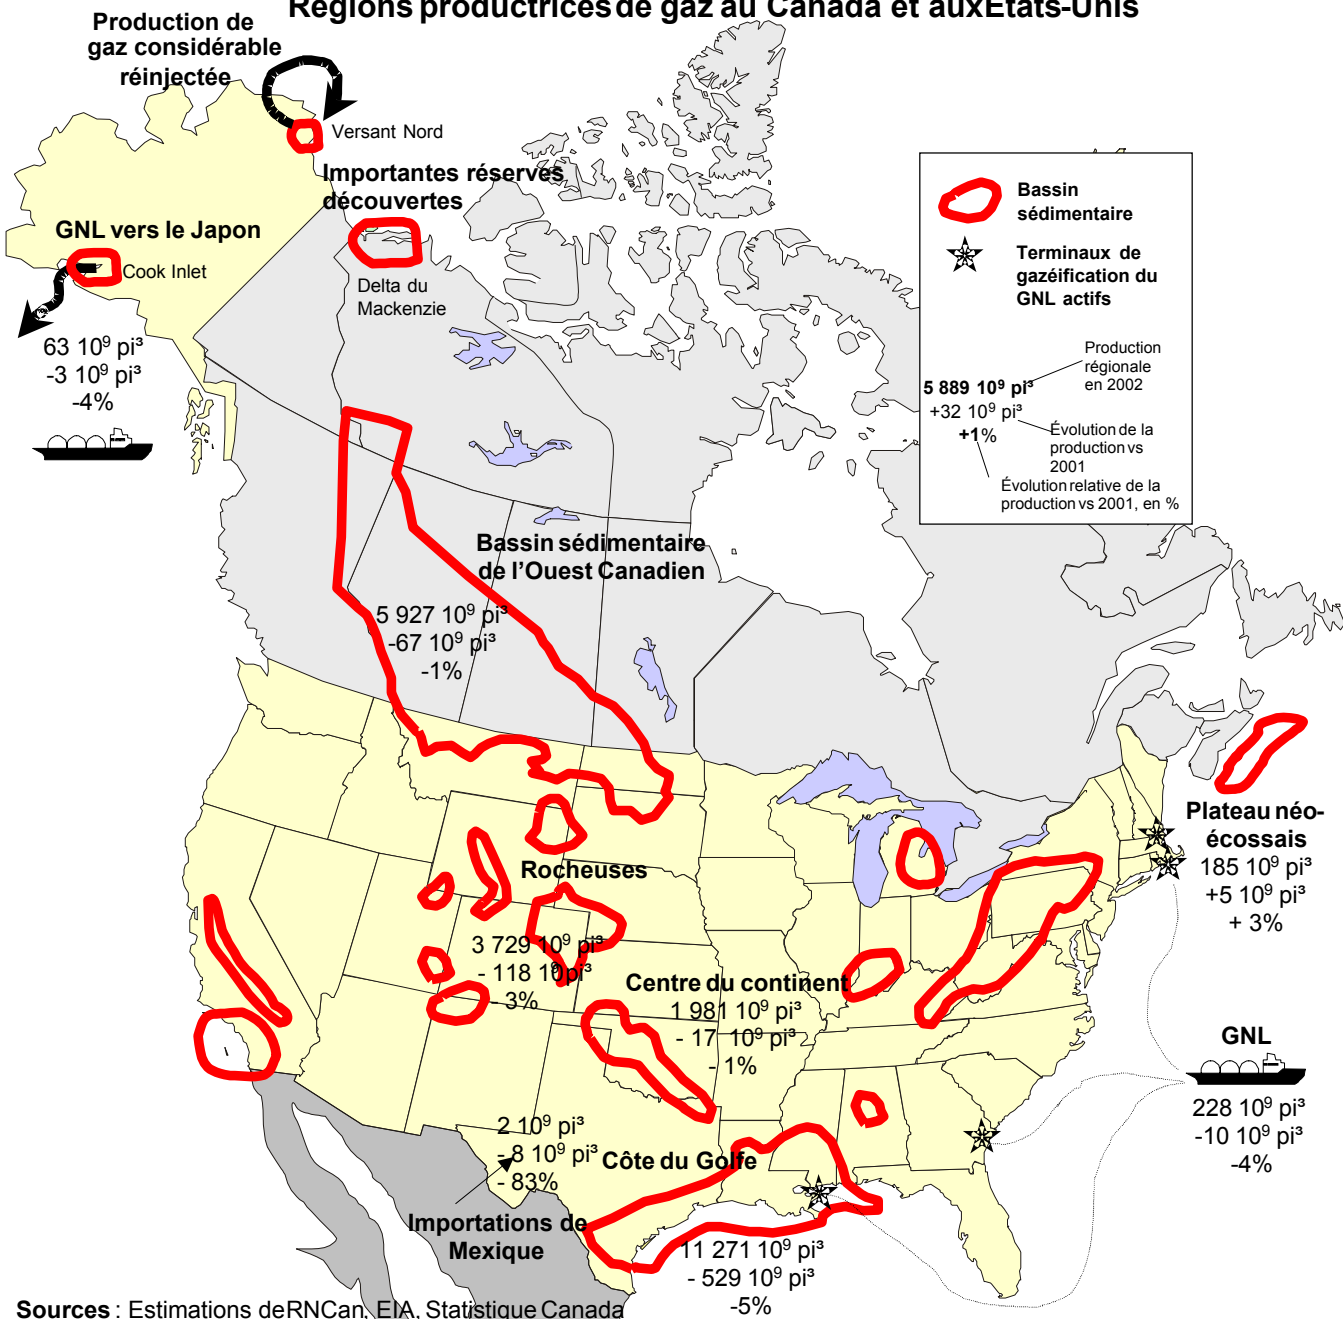 Régions productrices de gaz au Canada et aux États-Unis
Production de
gaz considérable
réinjectée
Versant Nord
Importantes réserves
découvertes
GNL vers le Japon
Cook Inlet
Delta du
Mackenzie
63 10⁹ pi³
-3 10⁹ pi³
-4%
Bassin
sédimentaire
Terminaux de
gazéification du
GNL actifs
Production
régionale
en 2002
5 889 10⁹ pi³
+32 10⁹ pi³
+1%
Évolution de la
production vs
2001
Évolution relative de la
production vs 2001, en %
Bassin sédimentaire
de l'Ouest Canadien
5 927 10⁹ pi³
-67 10⁹ pi³
-1%
Plateau néo-
écossais
185 10⁹ pi³
+5 10⁹ pi³
+ 3%
Rocheuses
3 729 10⁹ pi³
- 118 10⁹pi³
- 3%
Centre du continent
1 981 10⁹ pi³
- 17 10⁹ pi³
- 1%
GNL
228 10⁹ pi³
-10 10⁹ pi³
-4%
2 10⁹ pi³
- 8 10⁹ pi³
- 83%
Côte du Golfe
Importations de
Mexique
11 271 10⁹ pi³
- 529 10⁹ pi³
-5%
Sources : Estimations de RNCan, EIA, Statistique Canada